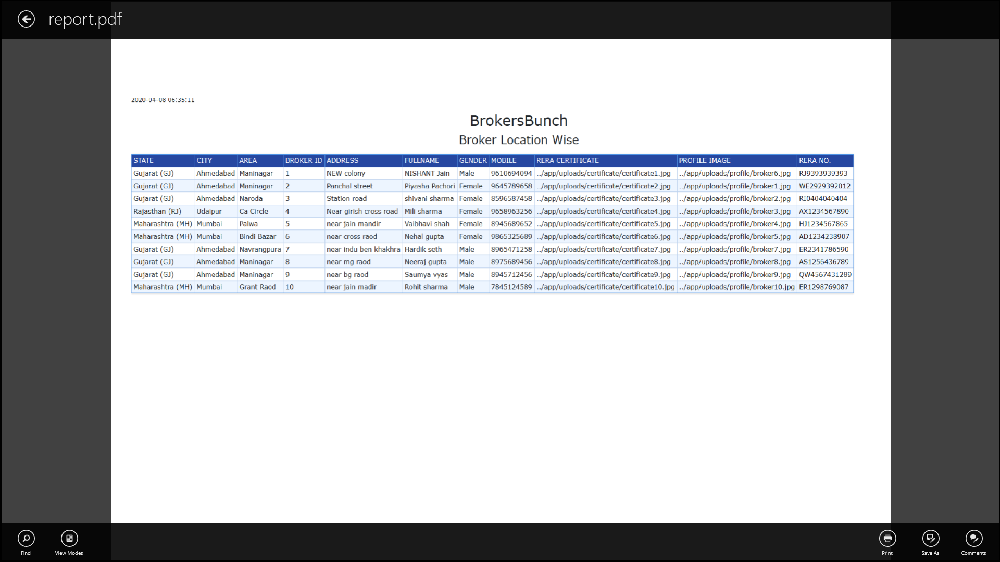 report.pdf
2020-04-08 06:35:11
BrokersBunch
Broker Location Wise
STATE CITY AREA BROKER ID ADDRESS FULLNAME GENDER MOBILE RERA CERTIFICATE PROFILE IMAGE RERA NO.
Gujarat (GJ) Ahmedabad Maninagar 1 NEW colony NISHANT Jain Male 9610694094 ../app/uploads/certificate/certificate1.jpg ../app/uploads/profile/broker6.jpg RJ9393939393
Gujarat (GJ) Ahmedabad Maninagar 2 Panchal street Piyasha Pachori Female 9645789658 ../app/uploads/certificate/certificate2.jpg ../app/uploads/profile/broker1.jpg WE2929392012
Gujarat (GJ) Ahmedabad Naroda 3 Station road shivani sharma Female 8596587458 ../app/uploads/certificate/certificate3.jpg ../app/uploads/profile/broker2.jpg RI0404040404
Rajasthan (RJ) Udaipur Ca Circle 4 Near girish cross road Mili sharma Female 9658963256 ../app/uploads/certificate/certificate4.jpg ../app/uploads/profile/broker3.jpg AX1234567890
Maharashtra (MH) Mumbai Palwa 5 near jain mandir Vaibhavi shah Female 8945689652 ../app/uploads/certificate/certificate5.jpg ../app/uploads/profile/broker4.jpg HJ1234567865
Maharashtra (MH) Mumbai Bindi Bazar 6 near cross raod Nehal gupta Female 9865325689 ../app/uploads/certificate/certificate6.jpg ../app/uploads/profile/broker5.jpg AD1234238907
Gujarat (GJ) Ahmedabad Navrangpura 7 near indu ben khakhra Hardik seth Male 8965471258 ../app/uploads/certificate/certificate7.jpg ../app/uploads/profile/broker7.jpg ER2341786590
Gujarat (GJ) Ahmedabad Maninagar 8 near mg raod Neeraj gupta Male 8975689456 ../app/uploads/certificate/certificate8.jpg ../app/uploads/profile/broker8.jpg AS1256436789
Gujarat (GJ) Ahmedabad Maninagar 9 near bg raod Saumya vyas Male 8945712456 ../app/uploads/certificate/certificate9.jpg ../app/uploads/profile/broker9.jpg QW4567431289
Maharashtra (MH) Mumbai Grant Raod 10 near jain madir Rohit sharma Male 7845124589 ../app/uploads/certificate/certificate10.jpg ../app/uploads/profile/broker10.jpg ER1298769087
Find View Modes Print Save As Comments